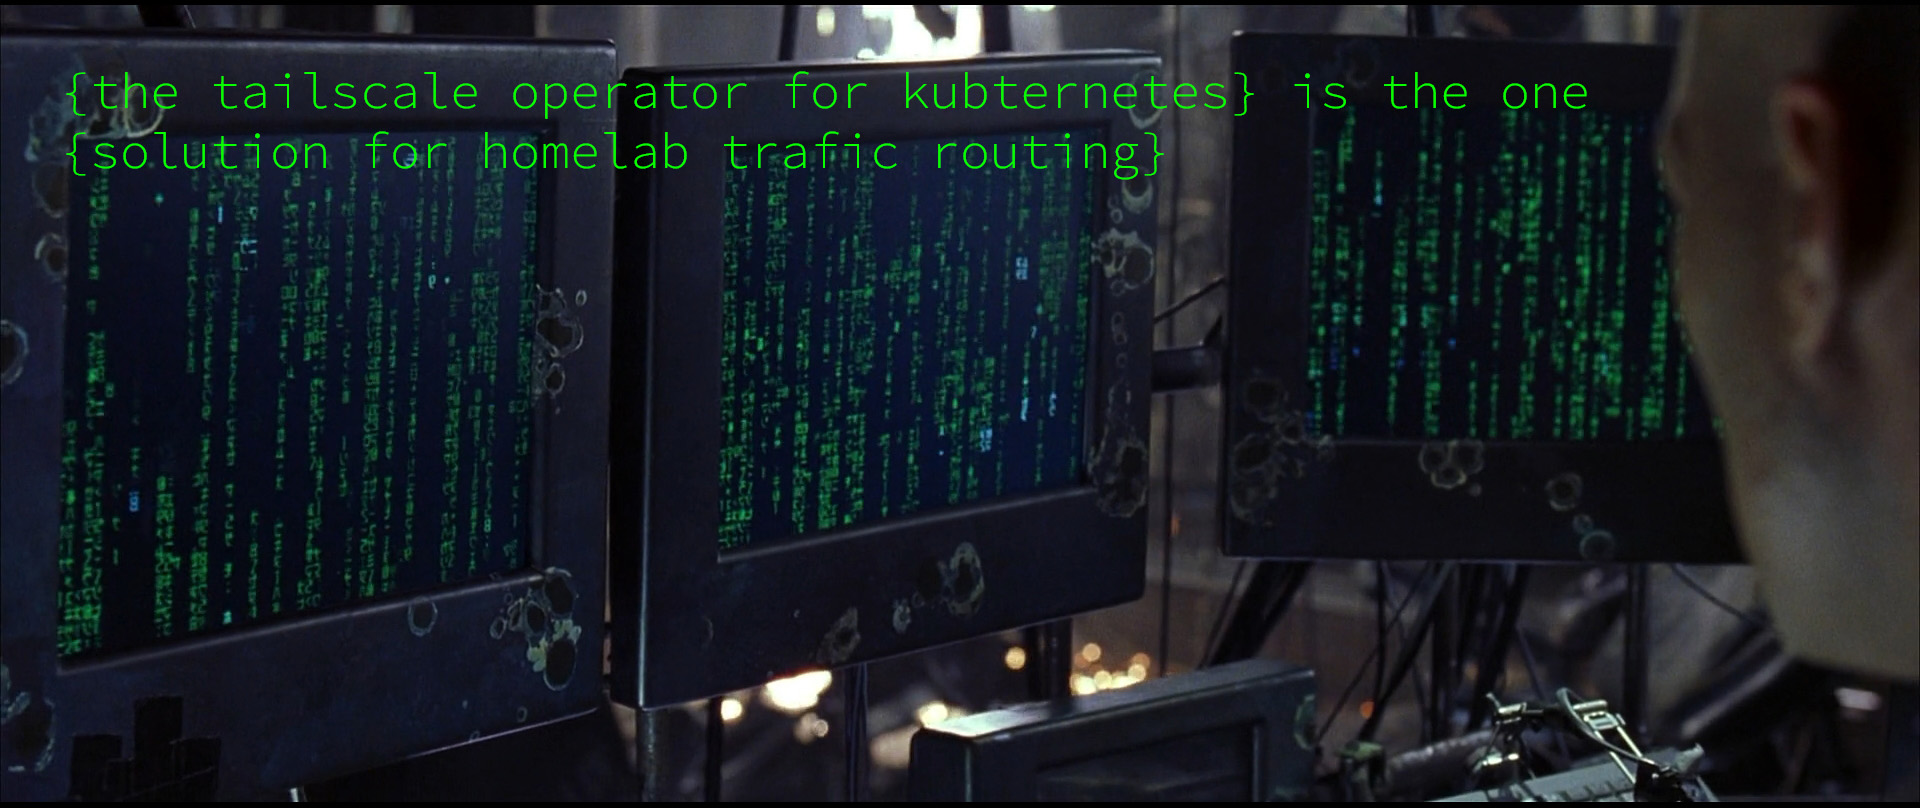 {the tailscale operator for kubternetes} is the one
{solution for homelab trafic routing}